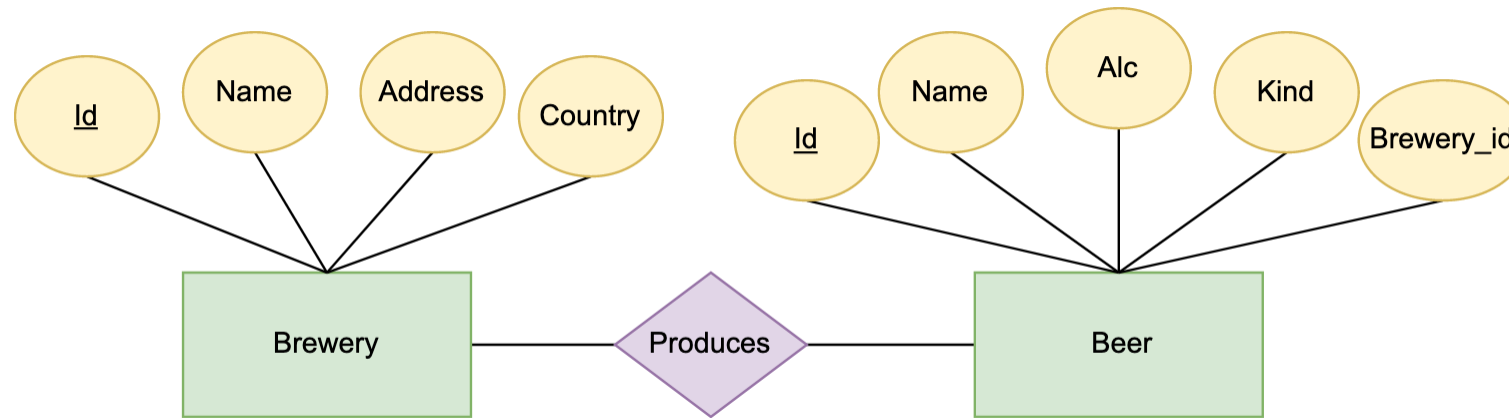 Id
Name
Address
Country
Id
Name
Alc
Kind
Brewery_id
Brewery
Produces
Beer